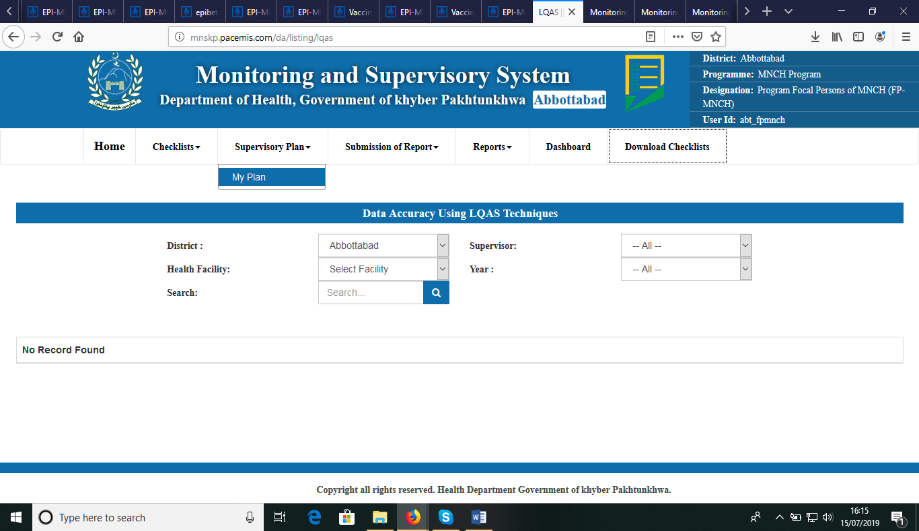 EPI-M EPI-M EPI-M epibet EPI-M EPI-M Vaccin EPI-M Vaccin EPI-M LQAS || Monitorin Monitorin Monitorin
mnskp.pacemis.com/da/listing/lqas
Monitoring and Supervisory System
Department of Health, Government of khyber Pakhtunkhwa Abbottabad
District: Abbottabad
Programme: MNCH Program
Designation: Program Focal Persons of MNCH (FP-
MNCH)
User Id: abt_fpmnch
Home Checklists Supervisory Plan Submission of Report Reports Dashboard Download Checklists
My Plan
Data Accuracy Using LQAS Techniques
District : Abbottabad Supervisor: -- All --
Health Facility: Select Facility Year : -- All --
Search: Search...
No Record Found
Copyright all rights reserved. Health Department Government of khyber Pakhtunkhwa.
Type here to search
16:15
15/07/2019
1